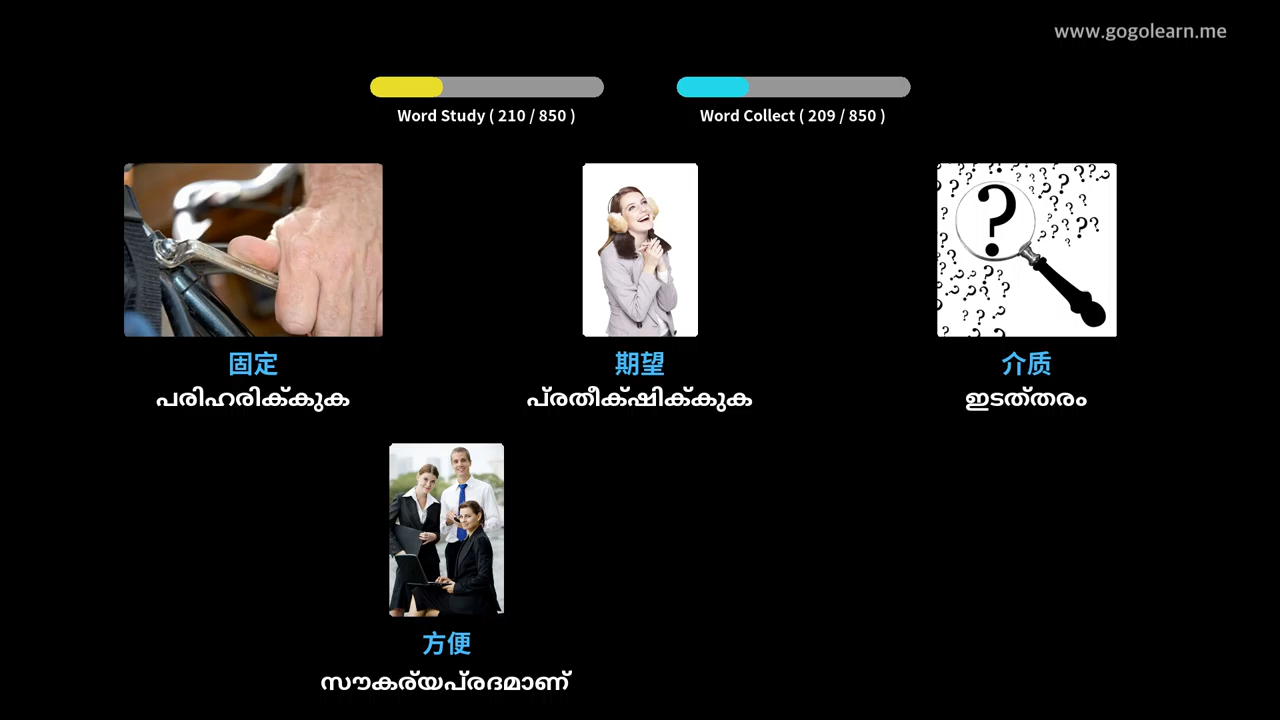 www.gogolearn.me
Word Study ( 210 / 850 )
Word Collect ( 209 / 850 )
固定
പരിഹരിക്കുക
期望
പ്രതീക്ഷിക്കുക
介质
ഇടത്തരം
方便
സൗകര്യപ്രദമാണ്